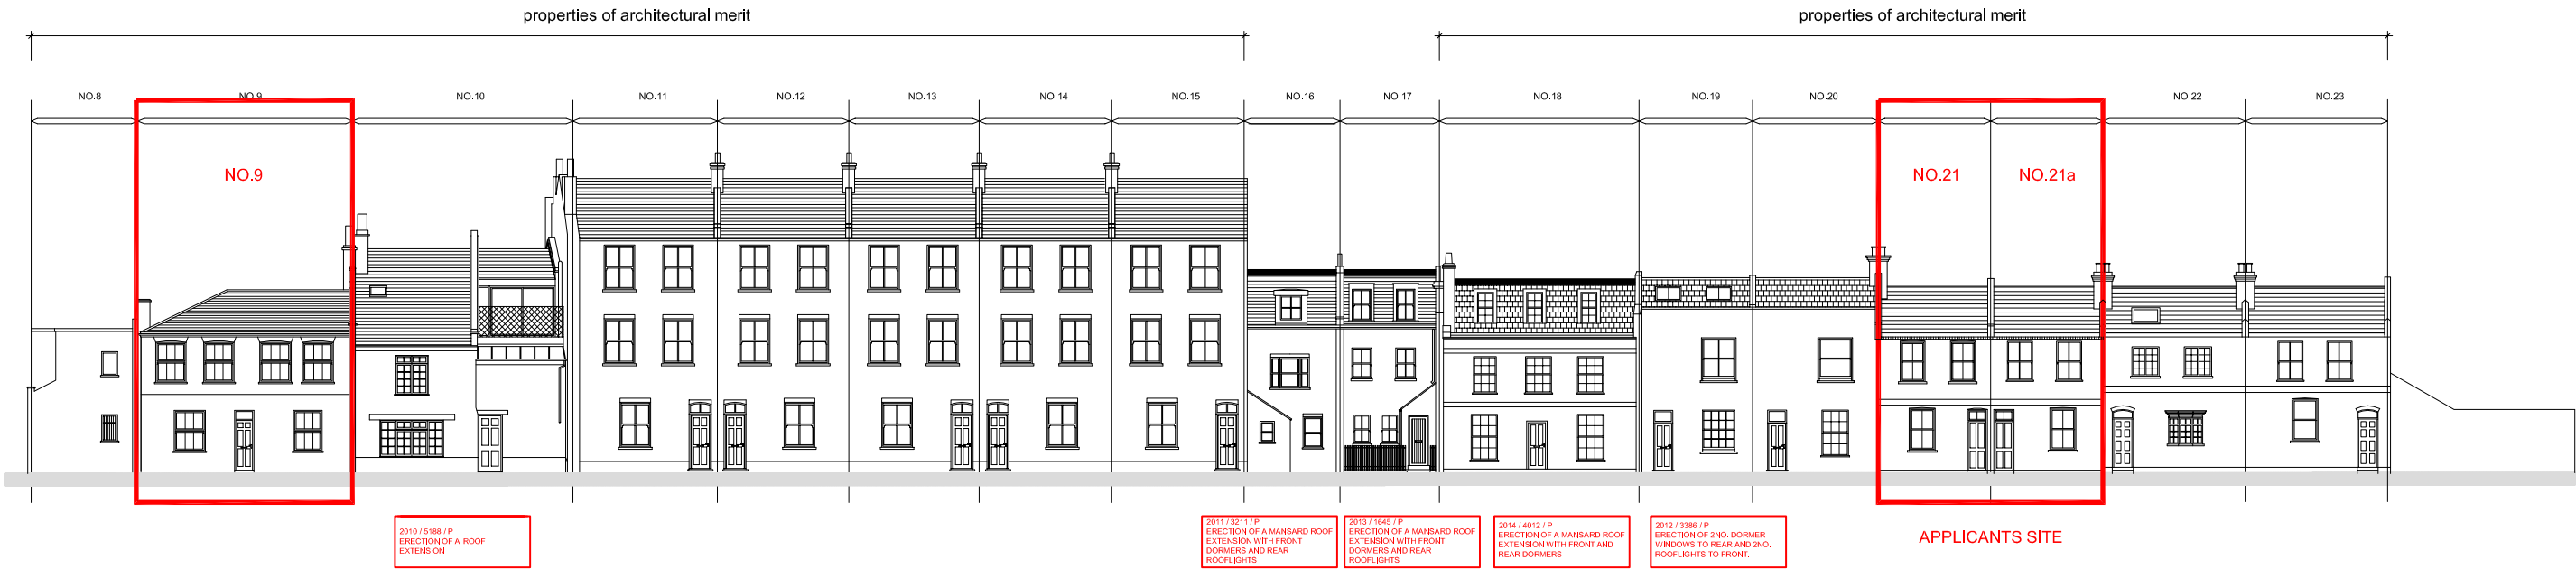 properties of architectural merit
properties of architectural merit
NO.8
NO.9
NO.10
NO.11
NO.12
NO.13
NO.14
NO.15
NO.16
NO.17
NO.18
NO.19
NO.20
NO.22
NO.23
NO.9
NO.21
NO.21a
2010 / 5188 / P
ERECTION OF A ROOF
EXTENSION
2011 / 3211 / P
ERECTION OF A MANSARD ROOF
EXTENSION WITH FRONT
DORMERS AND REAR
ROOFLIGHTS
2013 / 1645 / P
ERECTION OF A MANSARD ROOF
EXTENSION WITH FRONT
DORMERS AND REAR
ROOFLIGHTS
2014 / 4012 / P
ERECTION OF A MANSARD ROOF
EXTENSION WITH FRONT AND
REAR DORMERS
2012 / 3386 / P
ERECTION OF 2NO. DORMER
WINDOWS TO REAR AND 2NO.
ROOFLIGHTS TO FRONT.
APPLICANTS SITE